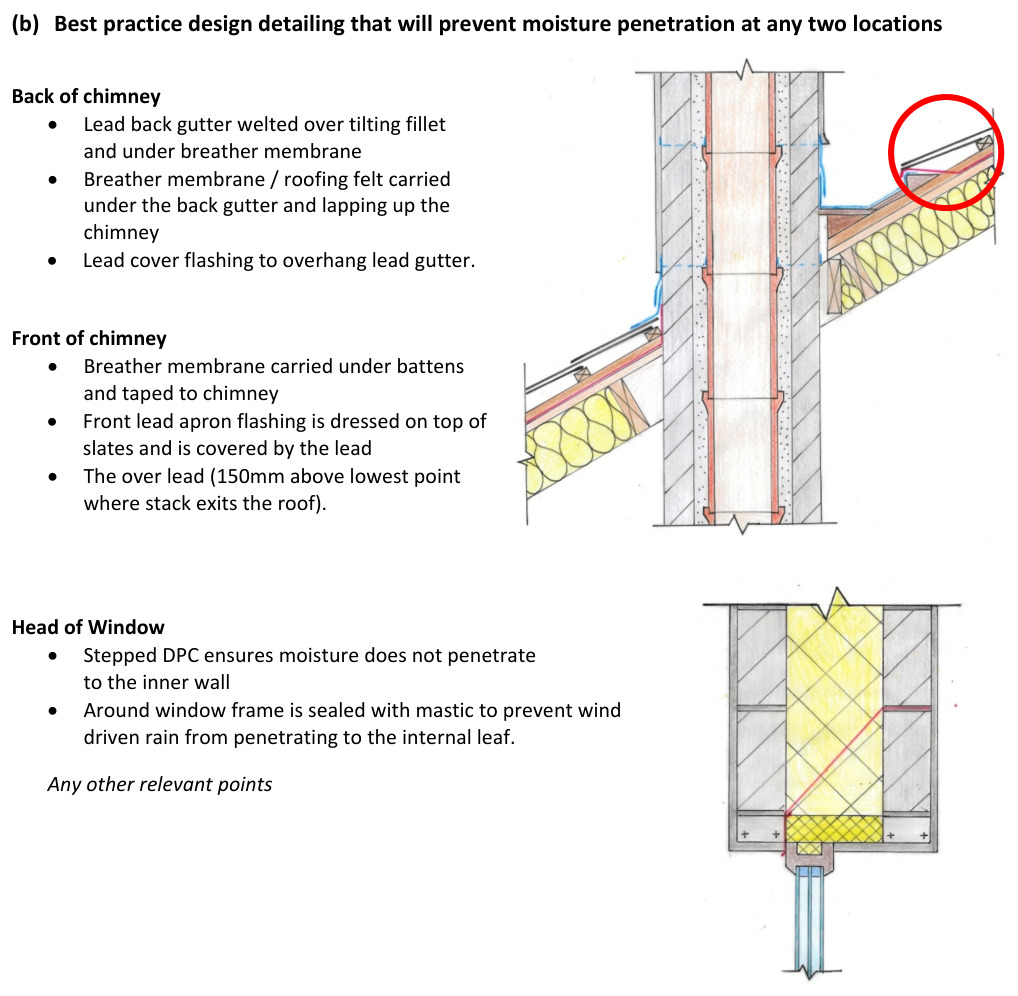 (b) Best practice design detailing that will prevent moisture penetration at any two locations
Back of chimney
• Lead back gutter welted over tilting fillet
and under breather membrane
• Breather membrane / roofing felt carried
under the back gutter and lapping up the
chimney
• Lead cover flashing to overhang lead gutter.
Front of chimney
• Breather membrane carried under battens
and taped to chimney
• Front lead apron flashing is dressed on top of
slates and is covered by the lead
• The over lead (150mm above lowest point
where stack exits the roof).
Head of Window
• Stepped DPC ensures moisture does not penetrate
to the inner wall
• Around window frame is sealed with mastic to prevent wind
driven rain from penetrating to the internal leaf.
Any other relevant points